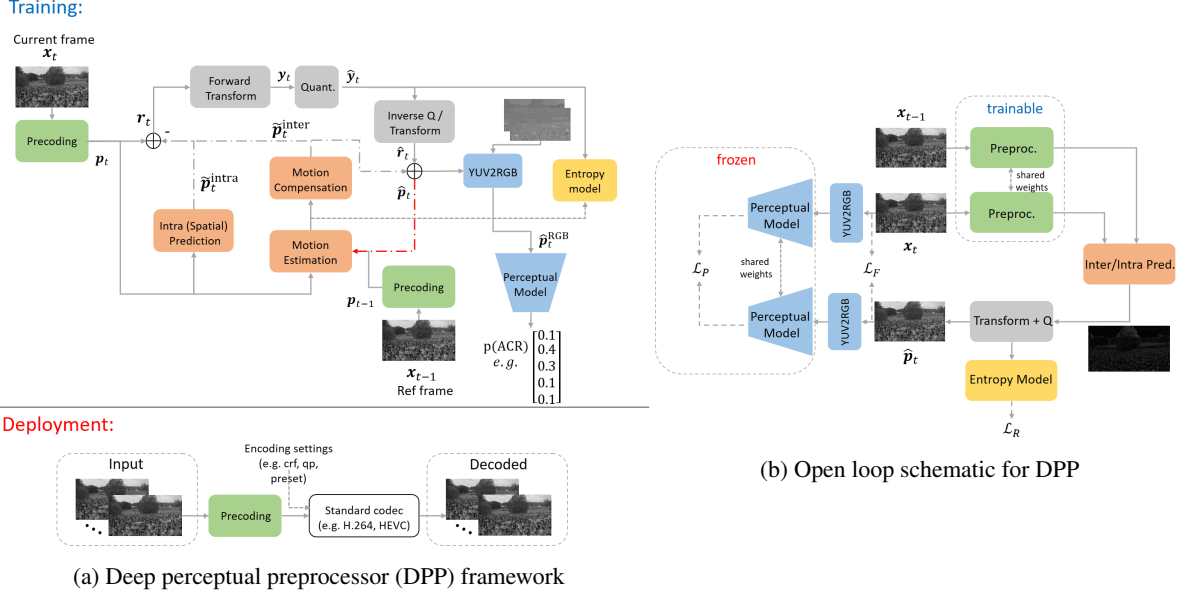 Training:
Current frame
x_t
Precoding
p_t
r_t
-
Forward
Transform
y_t
Quant.
ŷ_t
Inverse Q /
Transform
r̂_t
p̂_t
p̃_t^inter
p̃_t^intra
Motion
Compensation
Intra (Spatial)
Prediction
Motion
Estimation
YUV2RGB
Entropy
model
p̂_t^RGB
Perceptual
Model
Precoding
p_{t-1}
x_{t-1}
Ref frame
p(ACR)
e.g.
0.1
0.4
0.3
0.1
0.1
Deployment:
Input
Precoding
Encoding settings
(e.g. crf, qp,
preset)
Standard codec
(e.g. H.264, HEVC)
Decoded
(a) Deep perceptual preprocessor (DPP) framework
trainable
x_{t-1}
Preproc.
shared
weights
Preproc.
x_t
frozen
Perceptual
Model
YUV2RGB
ℒ_P
shared
weights
ℒ_F
Inter/Intra Pred.
Perceptual
Model
YUV2RGB
p̂_t
Transform + Q
Entropy Model
ℒ_R
(b) Open loop schematic for DPP